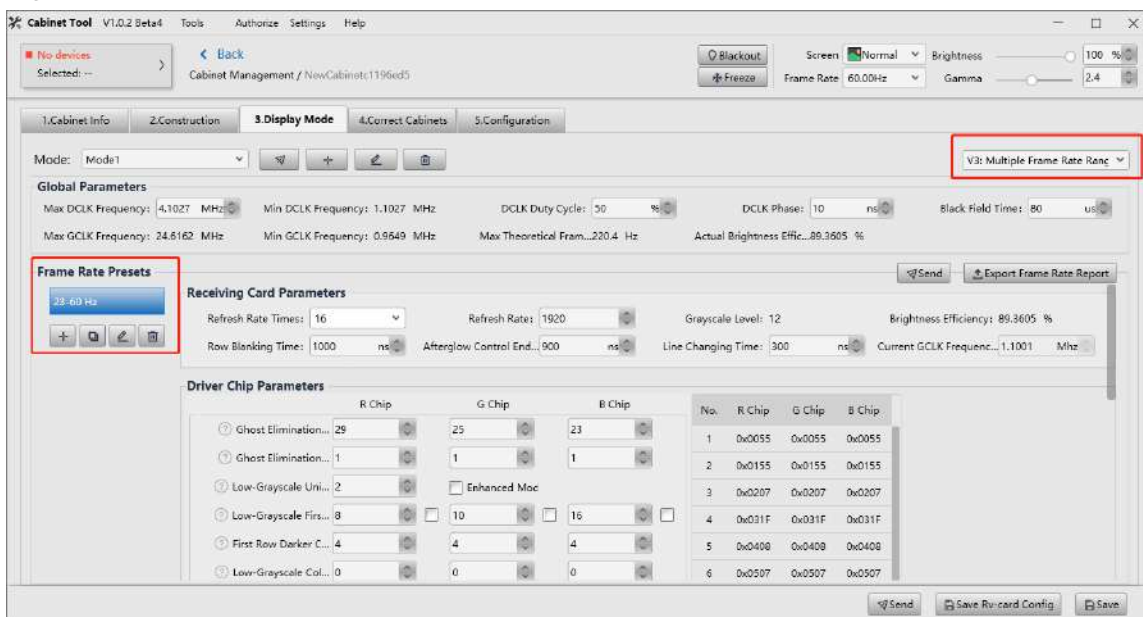 Cabinet Tool V1.0.2 Beta4 Tools Authorize Settings Help
No devices
Selected: --
Back
Cabinet Management / NewCabinetc1196ed5
Blackout Screen Normal Brightness 100 %
Freeze Frame Rate 60.00Hz Gamma 2.4
1.Cabinet Info 2.Construction 3.Display Mode 4.Correct Cabinets 5.Configuration
Mode: Mode1 V3: Multiple Frame Rate Rang
Global Parameters
Max DCLK Frequency: 4.1027 MHz Min DCLK Frequency: 1.1027 MHz DCLK Duty Cycle: 50 % DCLK Phase: 10 ns Black Field Time: 80 us
Max GCLK Frequency: 24.6162 MHz Min GCLK Frequency: 0.9649 MHz Max Theoretical Fram...220.4 Hz Actual Brightness Effic...89.3605 %
Frame Rate Presets Send Export Frame Rate Report
23-60 Hz
Receiving Card Parameters
Refresh Rate Times: 16 Refresh Rate: 1920 Grayscale Level: 12 Brightness Efficiency: 89.3605 %
Row Blanking Time: 1000 ns Afterglow Control End... 900 ns Line Changing Time: 300 ns Current GCLK Frequenc... 1.1001 Mhz
Driver Chip Parameters
R Chip G Chip B Chip No. R Chip G Chip B Chip
Ghost Elimination... 29 25 23
1 0x0055 0x0055 0x0055
Ghost Elimination... 1 1 1
2 0x0155 0x0155 0x0155
Low-Grayscale Uni... 2 Enhanced Moc
3 0x0207 0x0207 0x0207
Low-Grayscale Firs... 8 10 16
4 0x031F 0x031F 0x031F
First Row Darker C... 4 4 4
5 0x0408 0x0408 0x0408
Low-Grayscale Col... 0 0 0
6 0x0507 0x0507 0x0507
Send Save Rv-card Config Save